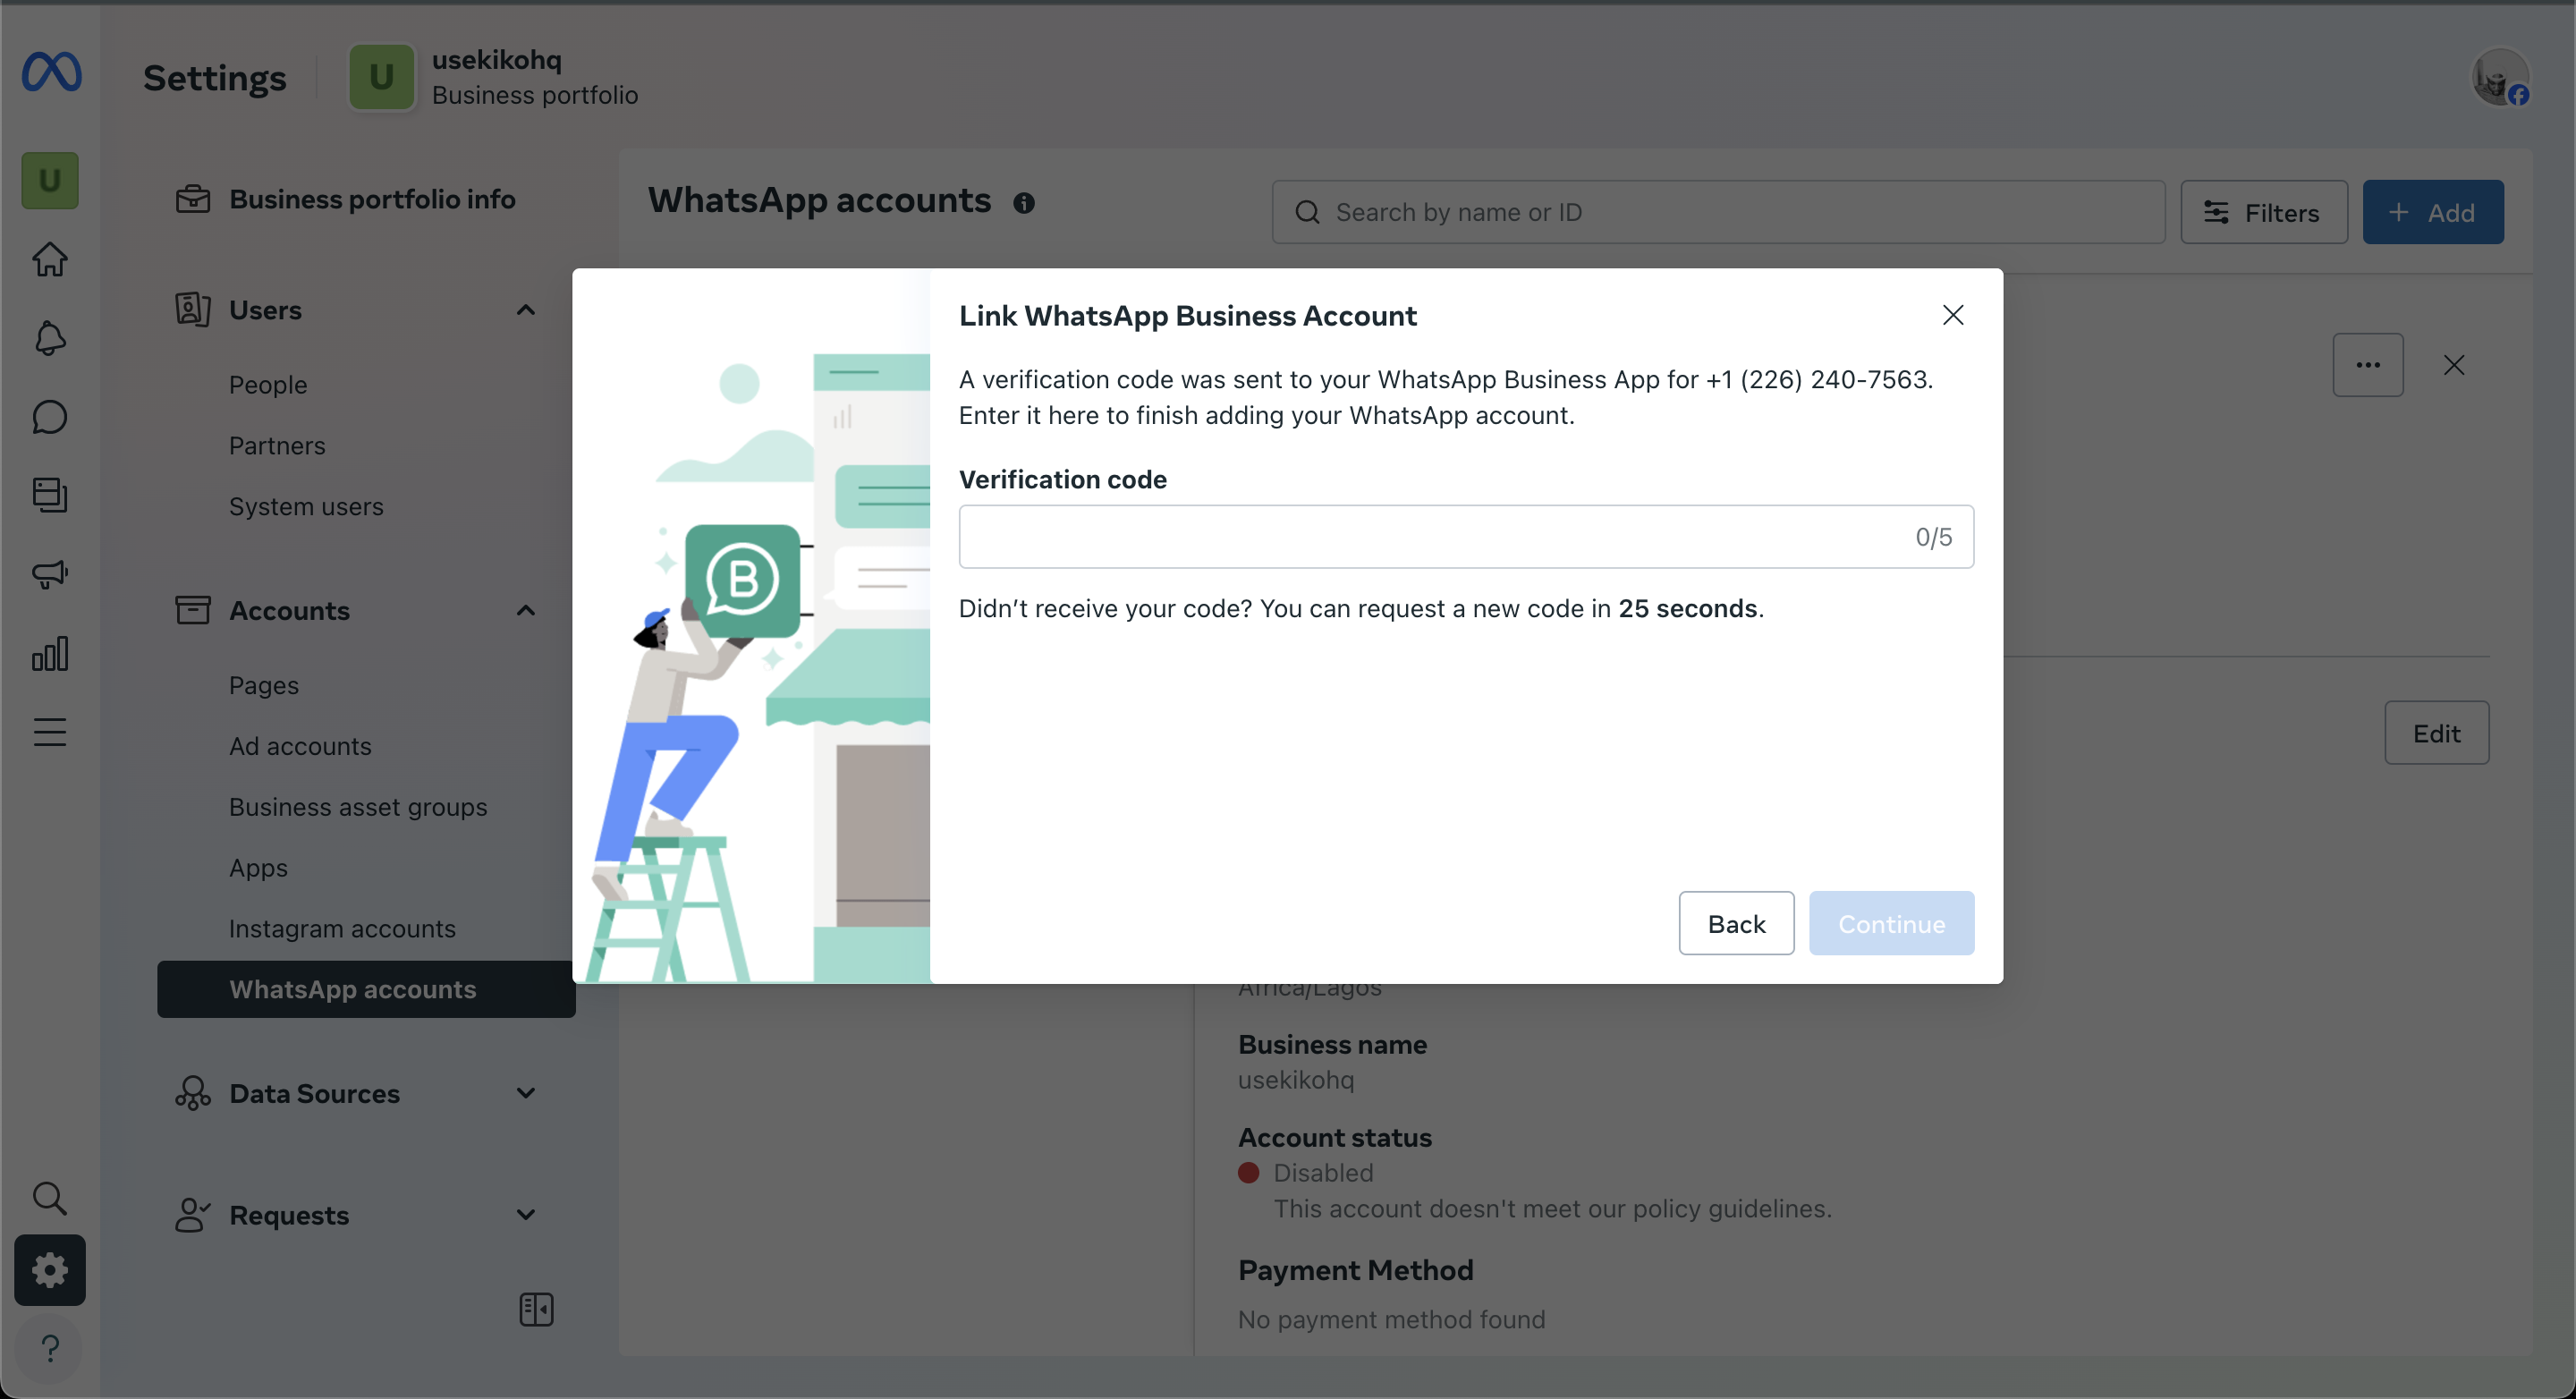 Settings
U
usekikohq
Business portfolio
U
Business portfolio info
Users
People
Partners
System users
Accounts
Pages
Ad accounts
Business asset groups
Apps
Instagram accounts
WhatsApp accounts
Data Sources
Requests
?
WhatsApp accounts
Search by name or ID
Filters
+ Add
Link WhatsApp Business Account
A verification code was sent to your WhatsApp Business App for +1 (226) 240-7563.
Enter it here to finish adding your WhatsApp account.
Verification code
0/5
Didn’t receive your code? You can request a new code in 25 seconds.
Back
Continue
B
Edit
Africa/Lagos
Business name
usekikohq
Account status
Disabled
This account doesn't meet our policy guidelines.
Payment Method
No payment method found